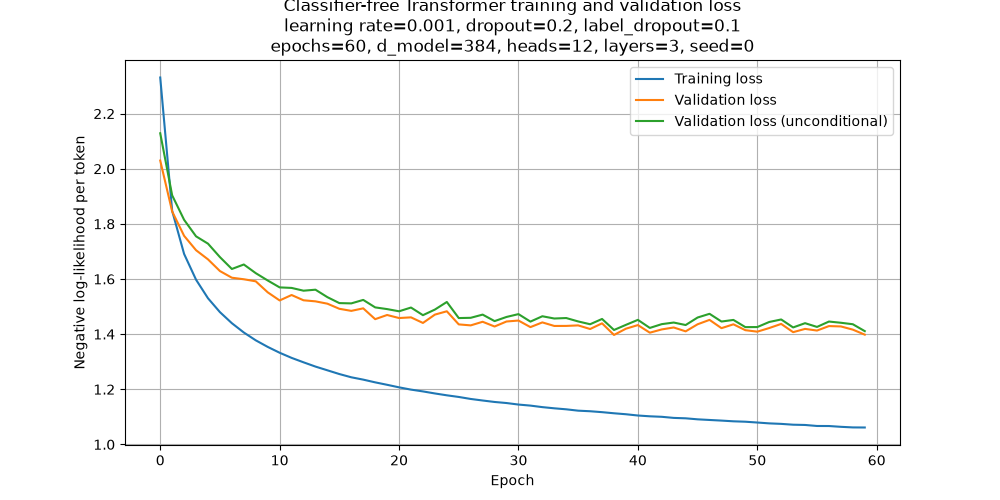 Classifier-free Transformer training and validation loss
learning rate=0.001, dropout=0.2, label_dropout=0.1
epochs=60, d_model=384, heads=12, layers=3, seed=0
Training loss
Validation loss
Validation loss (unconditional)
Negative log-likelihood per token
2.2
2.0
1.8
1.6
1.4
1.2
1.0
0 10 20 30 40 50 60
Epoch